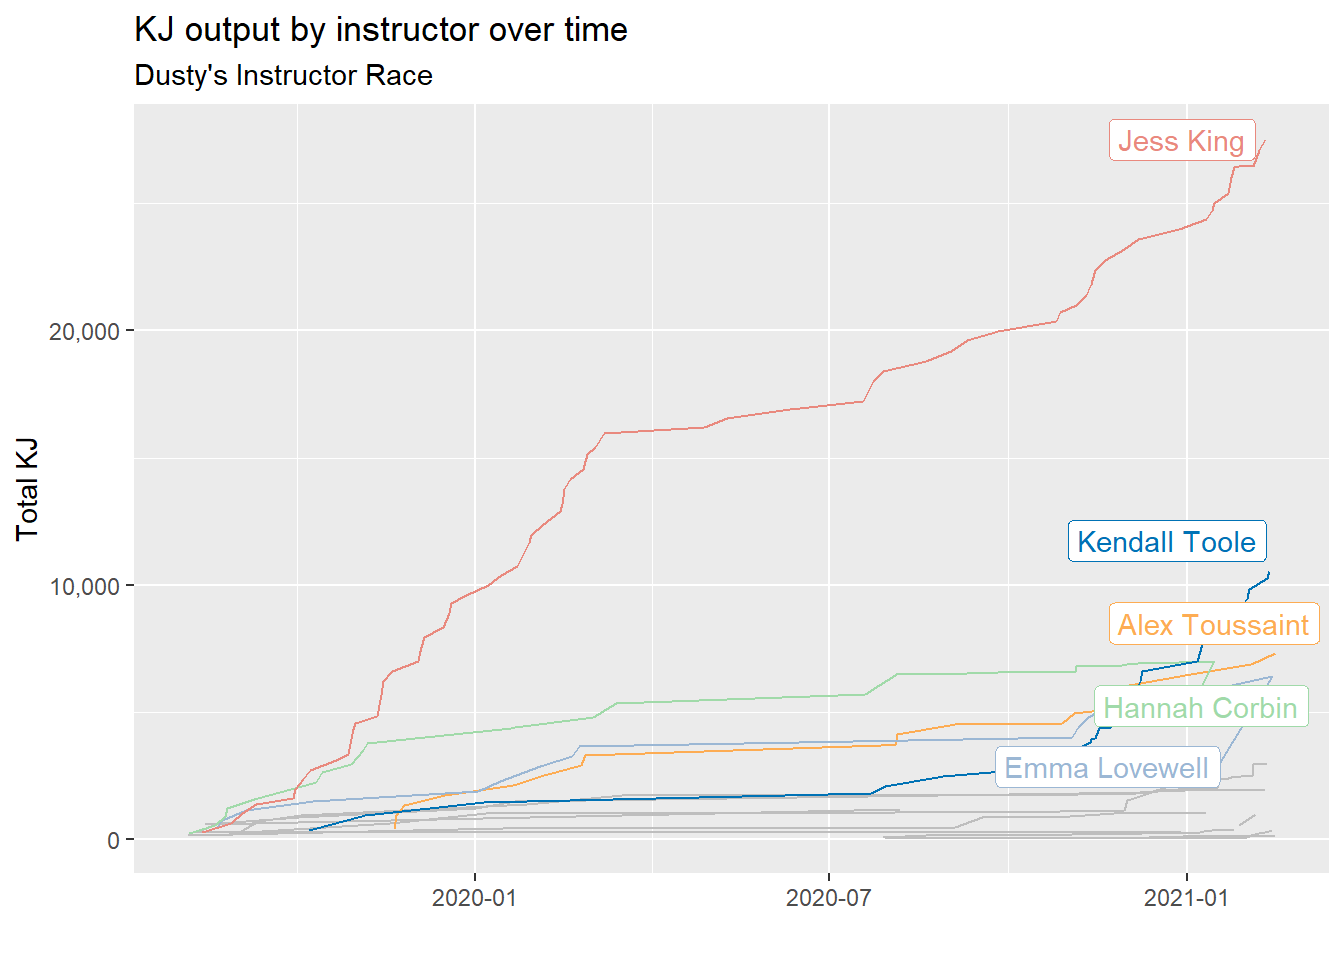 KJ output by instructor over time
Dusty's Instructor Race
Total KJ
20,000
10,000
0
Jess King
Kendall Toole
Alex Toussaint
Hannah Corbin
Emma Lovewell
2020-01
2020-07
2021-01